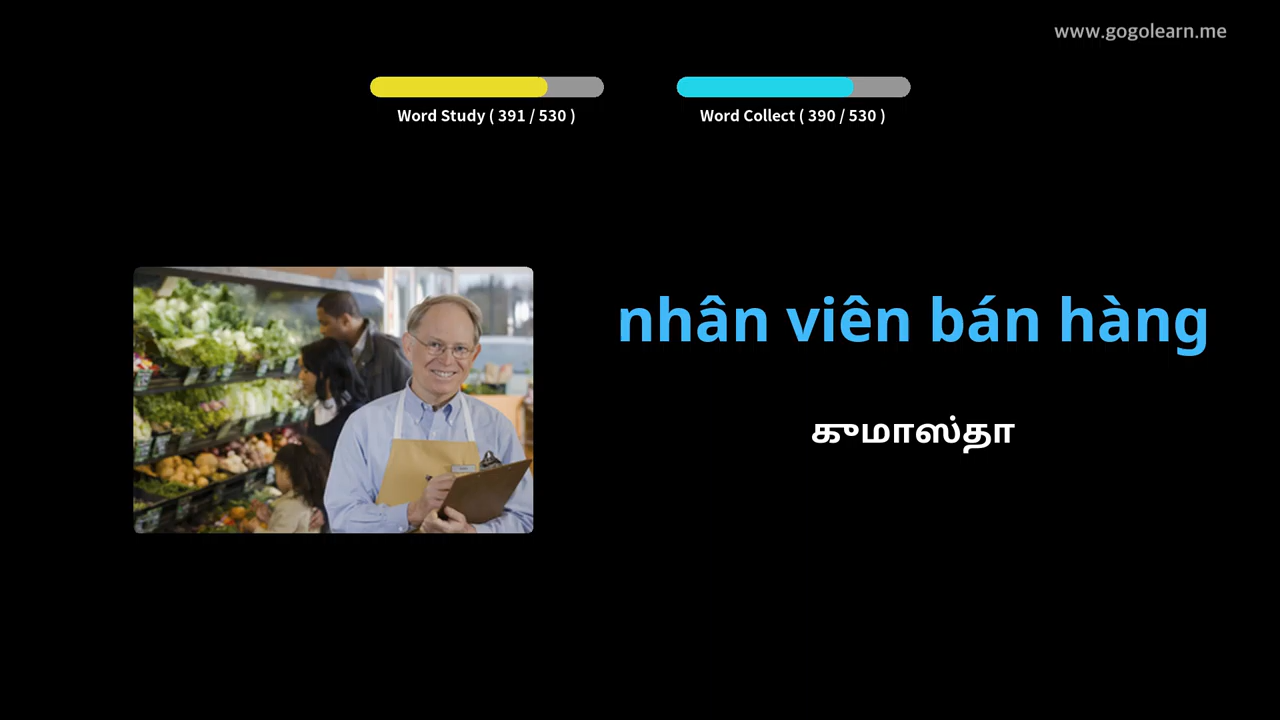 www.gogolearn.me
Word Study ( 391 / 530 )
Word Collect ( 390 / 530 )
nhân viên bán hàng
குமாஸ்தா